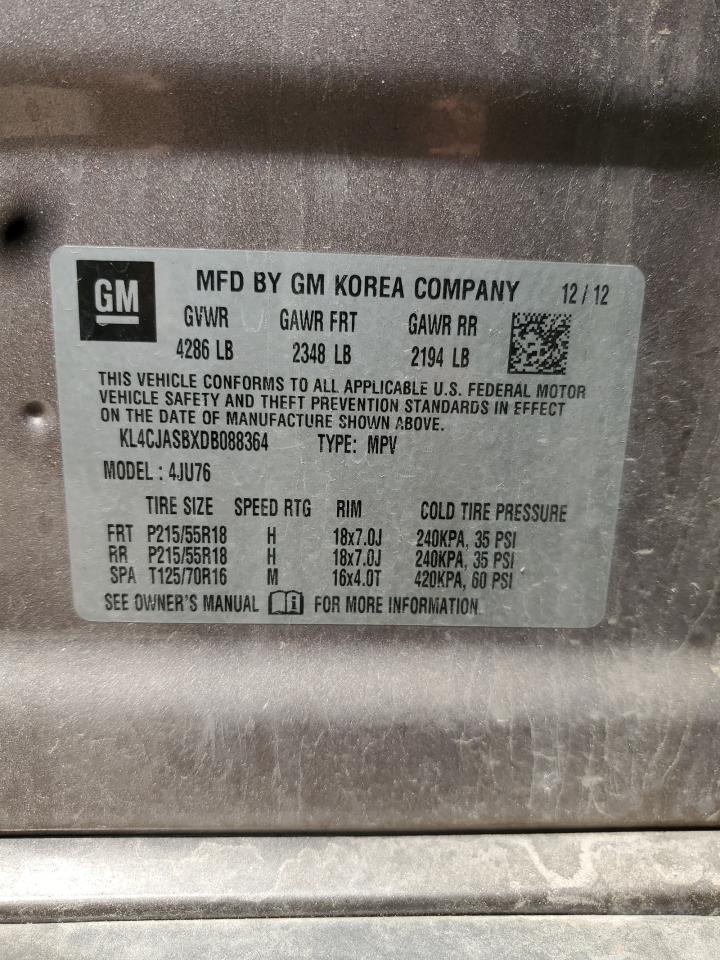 GM
MFD BY GM KOREA COMPANY 12 / 12
GVWR GAWR FRT GAWR RR
4286 LB 2348 LB 2194 LB
THIS VEHICLE CONFORMS TO ALL APPLICABLE U.S. FEDERAL MOTOR
VEHICLE SAFETY AND THEFT PREVENTION STANDARDS IN EFFECT
ON THE DATE OF MANUFACTURE SHOWN ABOVE.
KL4CJASBXDB088364 TYPE: MPV
MODEL : 4JU76
TIRE SIZE SPEED RTG RIM COLD TIRE PRESSURE
FRT P215/55R18 H 18x7.0J 240KPA, 35 PSI
RR P215/55R18 H 18x7.0J 240KPA, 35 PSI
SPA T125/70R16 M 16x4.0T 420KPA, 60 PSI
SEE OWNER'S MANUAL FOR MORE INFORMATION